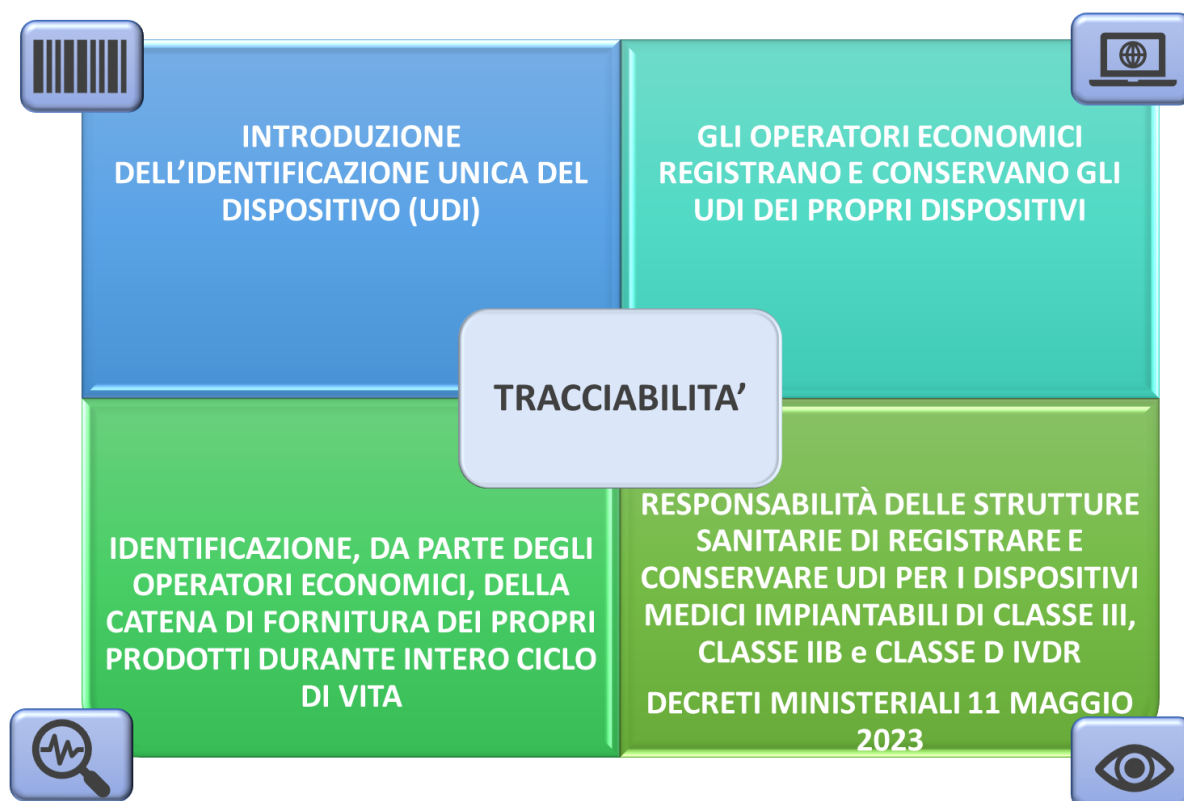 INTRODUZIONE
DELL’IDENTIFICAZIONE UNICA DEL
DISPOSITIVO (UDI)
GLI OPERATORI ECONOMICI
REGISTRANO E CONSERVANO GLI
UDI DEI PROPRI DISPOSITIVI
TRACCIABILITA’
IDENTIFICAZIONE, DA PARTE DEGLI
OPERATORI ECONOMICI, DELLA
CATENA DI FORNITURA DEI PROPRI
PRODOTTI DURANTE INTERO CICLO
DI VITA
RESPONSABILITÀ DELLE STRUTTURE
SANITARIE DI REGISTRARE E
CONSERVARE UDI PER I DISPOSITIVI
MEDICI IMPIANTABILI DI CLASSE III,
CLASSE IIB e CLASSE D IVDR
DECRETI MINISTERIALI 11 MAGGIO
2023